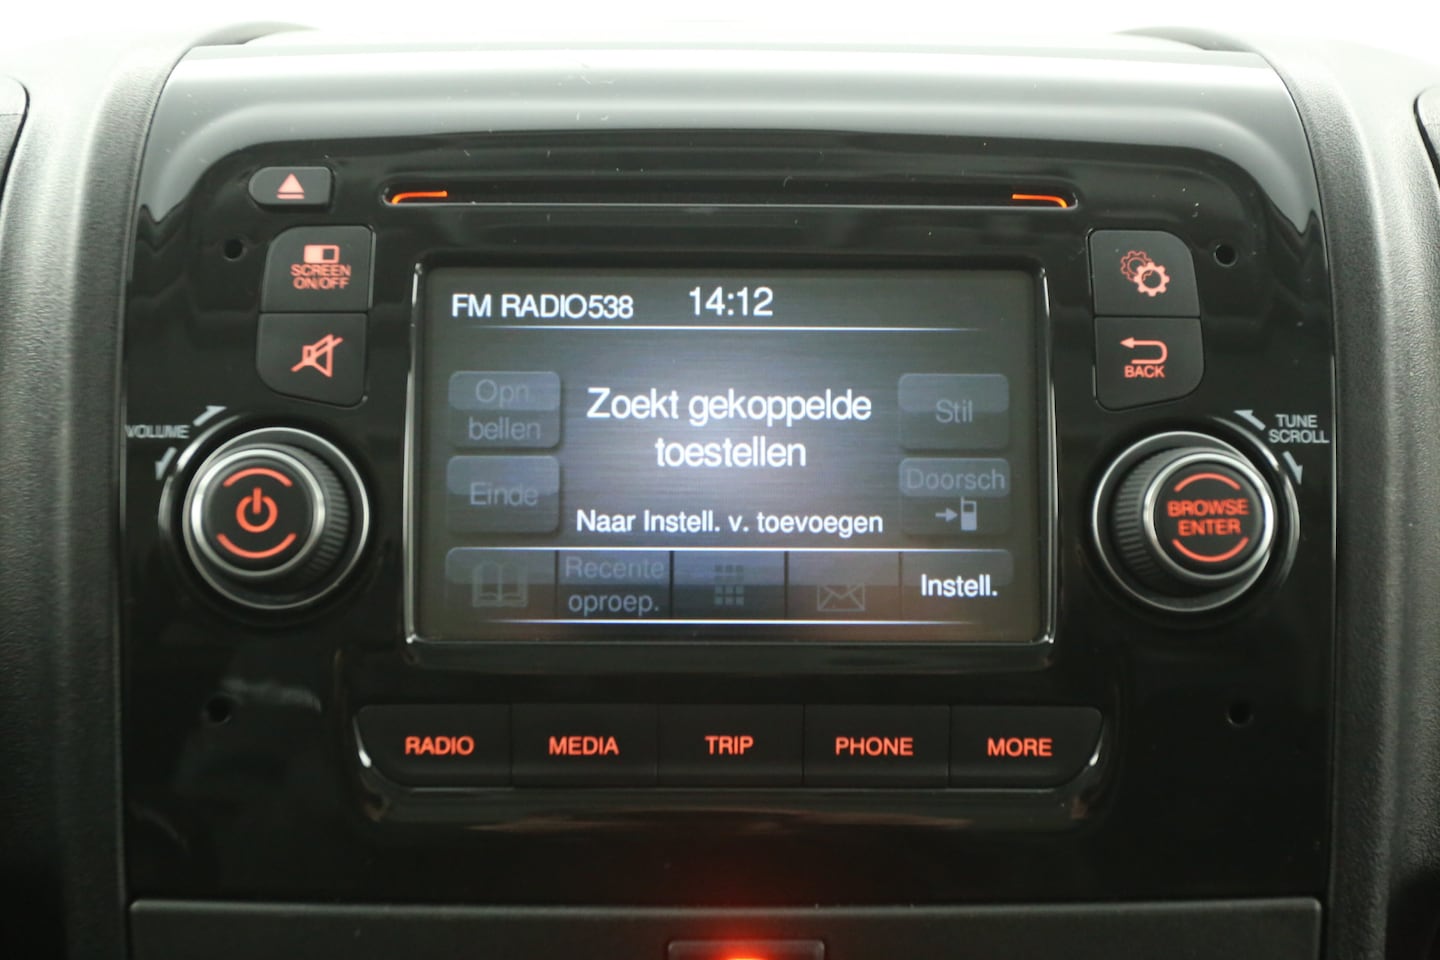 SCREEN
ON/OFF
VOLUME
BACK
TUNE
SCROLL
BROWSE
ENTER
FM RADIO538 14:12
Opn.
bellen
Zoekt gekoppelde
toestellen
Stil
Einde
Doorsch
Naar Instell. v. toevoegen
Recente
oproep.
Instell.
RADIO MEDIA TRIP PHONE MORE